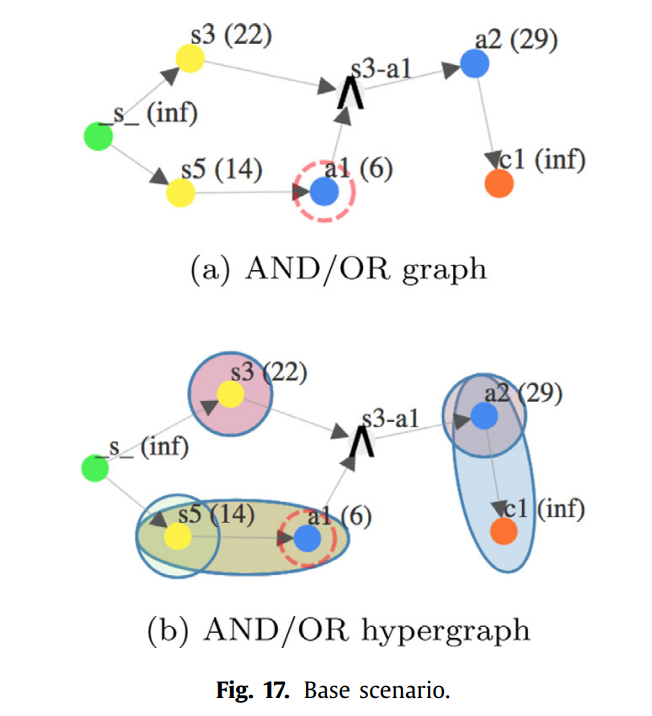 s3 (22)
a2 (29)
s3-a1
_s_ (inf)
c1 (inf)
s5 (14)
a1 (6)
(a) AND/OR graph
s3 (22)
a2 (29)
s3-a1
_s_ (inf)
s5 (14)
a1 (6)
c1 (inf)
(b) AND/OR hypergraph
Fig. 17. Base scenario.